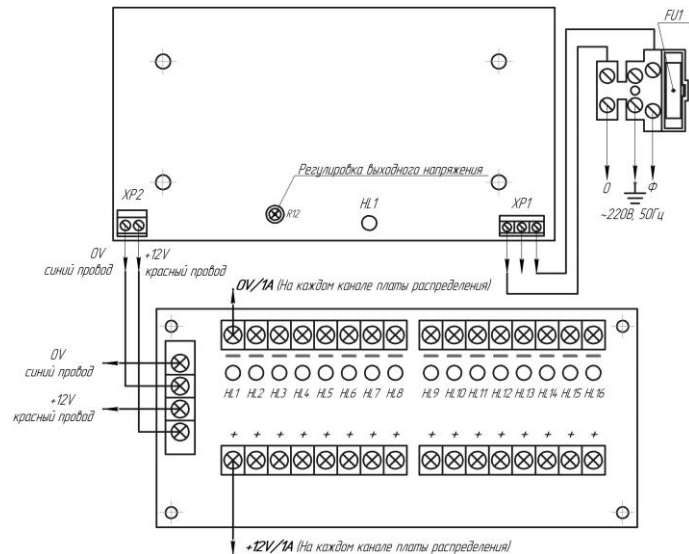 FU1
Регулировка выходного напряжения
XP2
R12
HL1
XP1
0
Ф
~220В, 50Гц
0V
синий провод
+12V
красный провод
0V/1A (На каждом канале платы распределения)
0V
синий провод
+12V
красный провод
HL1 HL2 HL3 HL4 HL5 HL6 HL7 HL8 HL9 HL10 HL11 HL12 HL13 HL14 HL15 HL16
+ + + + + + + + + + + + + + + +
+12V/1A (На каждом канале платы распределения)